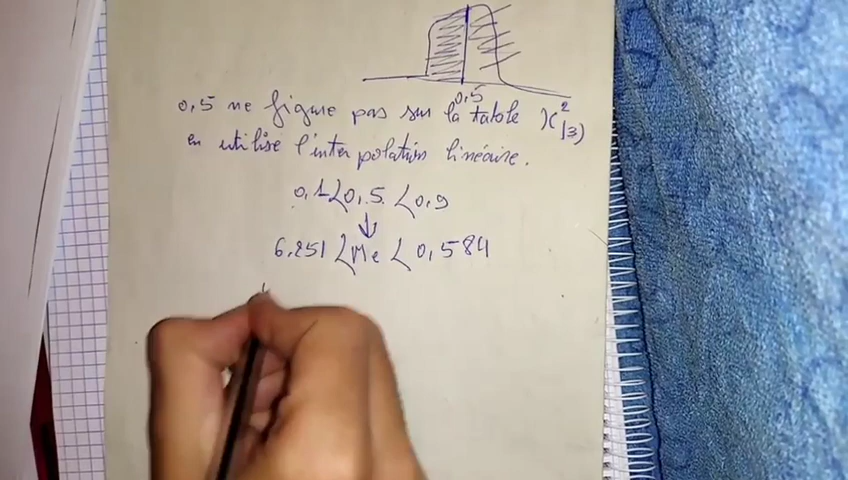 0,5
0,5 ne figure pas sur la table χ²(3)
en utilise l'interpolation linéaire.
0,1 < 0,5 < 0,9
↓
6.251 < Me < 0,584